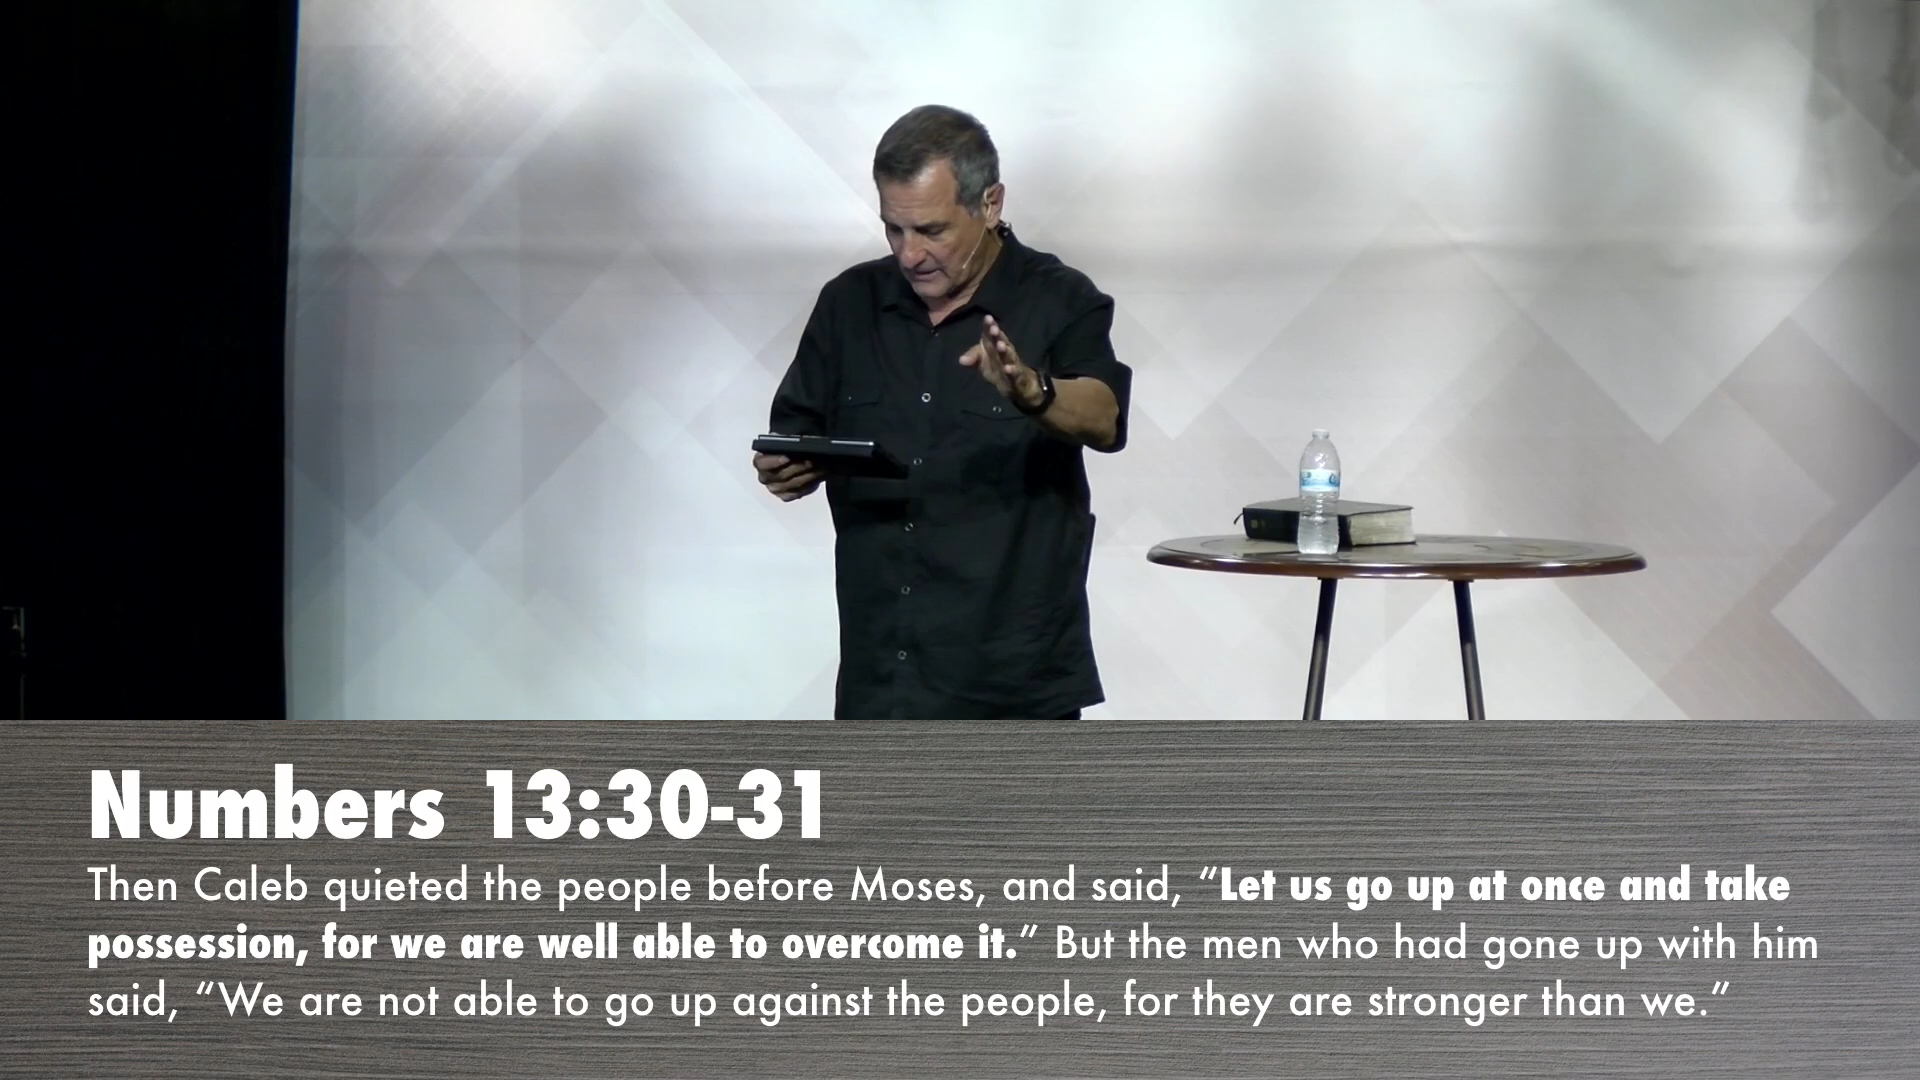 Numbers 13:30-31
Then Caleb quieted the people before Moses, and said, “Let us go up at once and take
possession, for we are well able to overcome it.” But the men who had gone up with him
said, “We are not able to go up against the people, for they are stronger than we.”